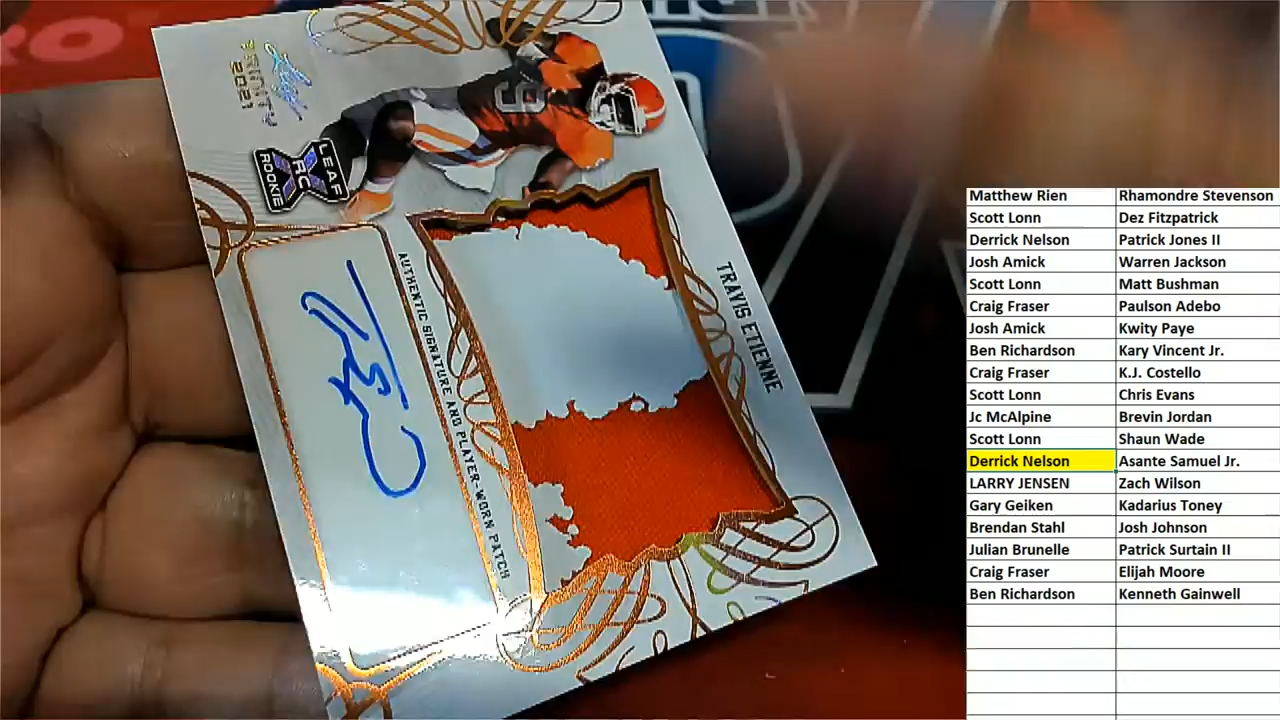 Leaf
TRINITY
2021
LEAF
RC
ROOKIE
TRAVIS ETIENNE
AUTHENTIC SIGNATURE AND PLAYER-WORN PATCH
Matthew Rien Rhamondre Stevenson
Scott Lonn Dez Fitzpatrick
Derrick Nelson Patrick Jones II
Josh Amick Warren Jackson
Scott Lonn Matt Bushman
Craig Fraser Paulson Adebo
Josh Amick Kwity Paye
Ben Richardson Kary Vincent Jr.
Craig Fraser K.J. Costello
Scott Lonn Chris Evans
Jc McAlpine Brevin Jordan
Scott Lonn Shaun Wade
Derrick Nelson Asante Samuel Jr.
LARRY JENSEN Zach Wilson
Gary Geiken Kadarius Toney
Brendan Stahl Josh Johnson
Julian Brunelle Patrick Surtain II
Craig Fraser Elijah Moore
Ben Richardson Kenneth Gainwell